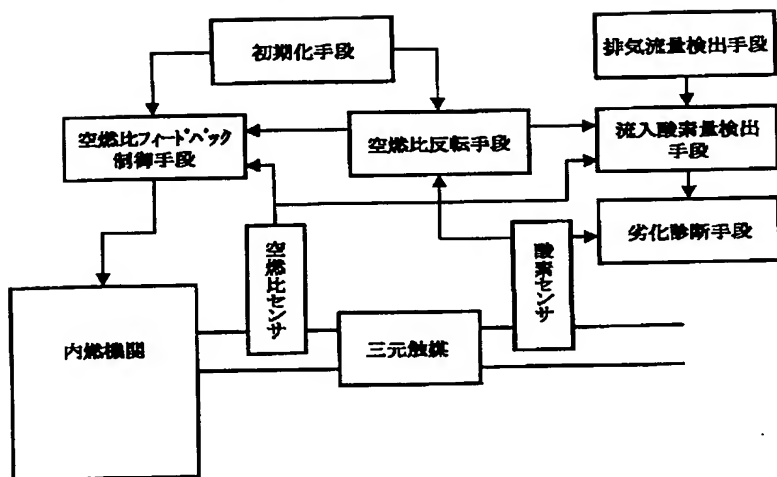 初期化手段
排気流量検出手段
空燃比フィードバック
制御手段
空燃比反転手段
流入酸素量検出
手段
劣化診断手段
空燃比センサ
酸素センサ
内燃機関
三元触媒